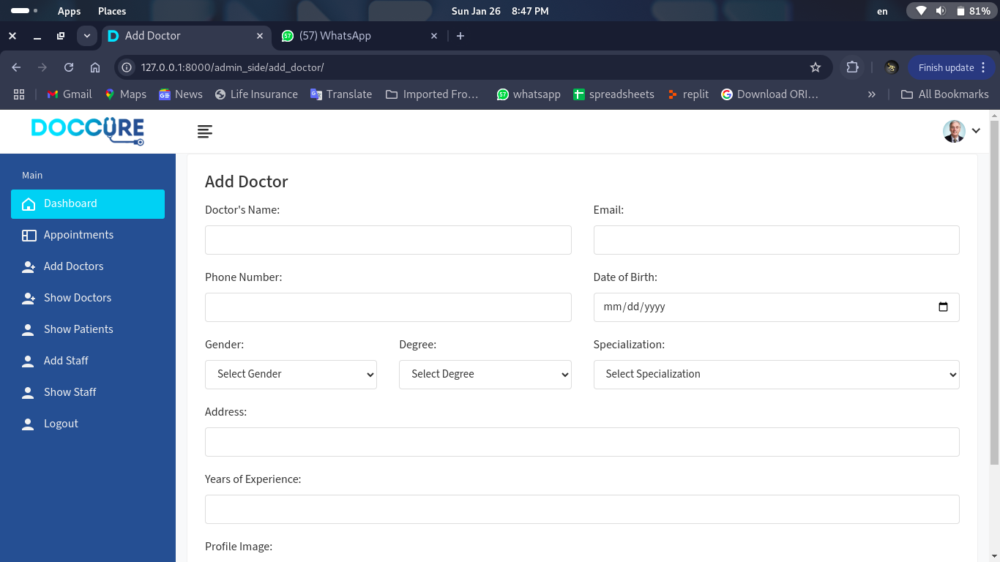 Apps Places Sun Jan 26 8:47 PM en 81%
Add Doctor (57) WhatsApp
127.0.0.1:8000/admin_side/add_doctor/ Finish update
Gmail Maps News Life Insurance Translate Imported Fro... whatsapp spreadsheets replit Download ORI... » All Bookmarks
DOCCURE
Main
Dashboard
Appointments
Add Doctors
Show Doctors
Show Patients
Add Staff
Show Staff
Logout
Add Doctor
Doctor's Name: Email:
Phone Number: Date of Birth:
mm/dd/yyyy
Gender: Degree: Specialization:
Select Gender Select Degree Select Specialization
Address:
Years of Experience:
Profile Image: